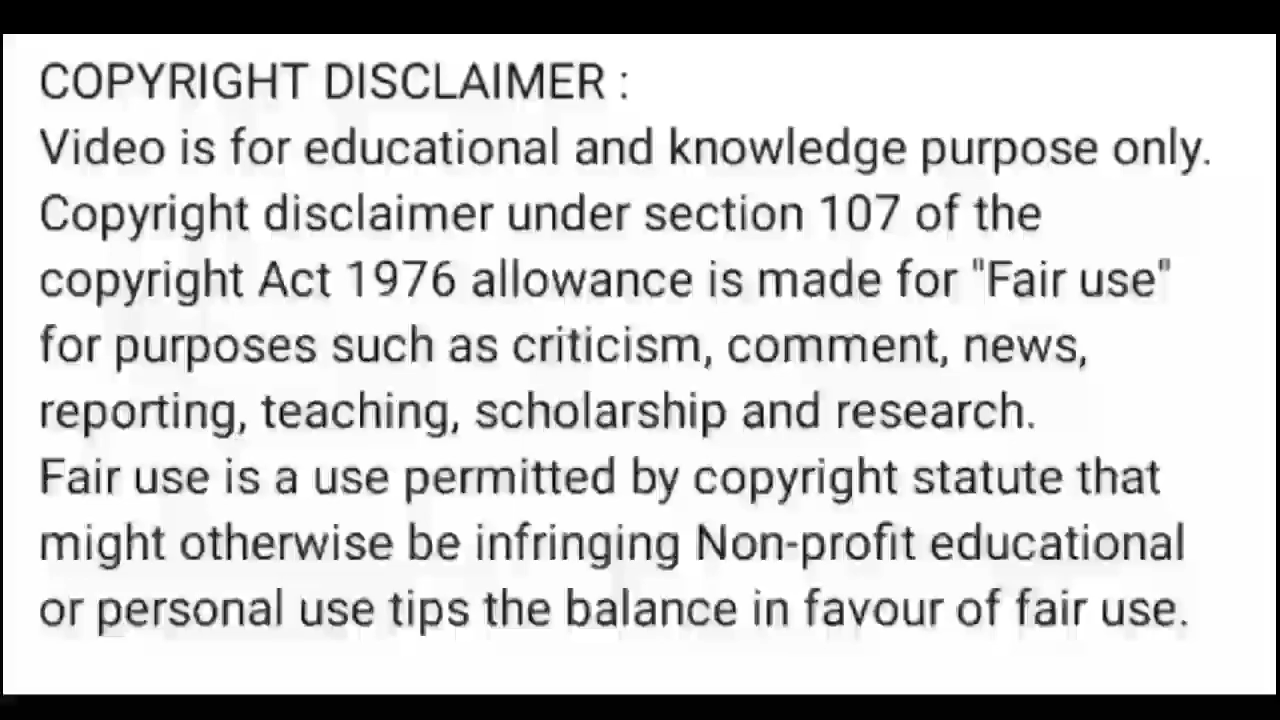 COPYRIGHT DISCLAIMER :
Video is for educational and knowledge purpose only.
Copyright disclaimer under section 107 of the
copyright Act 1976 allowance is made for "Fair use"
for purposes such as criticism, comment, news,
reporting, teaching, scholarship and research.
Fair use is a use permitted by copyright statute that
might otherwise be infringing Non-profit educational
or personal use tips the balance in favour of fair use.